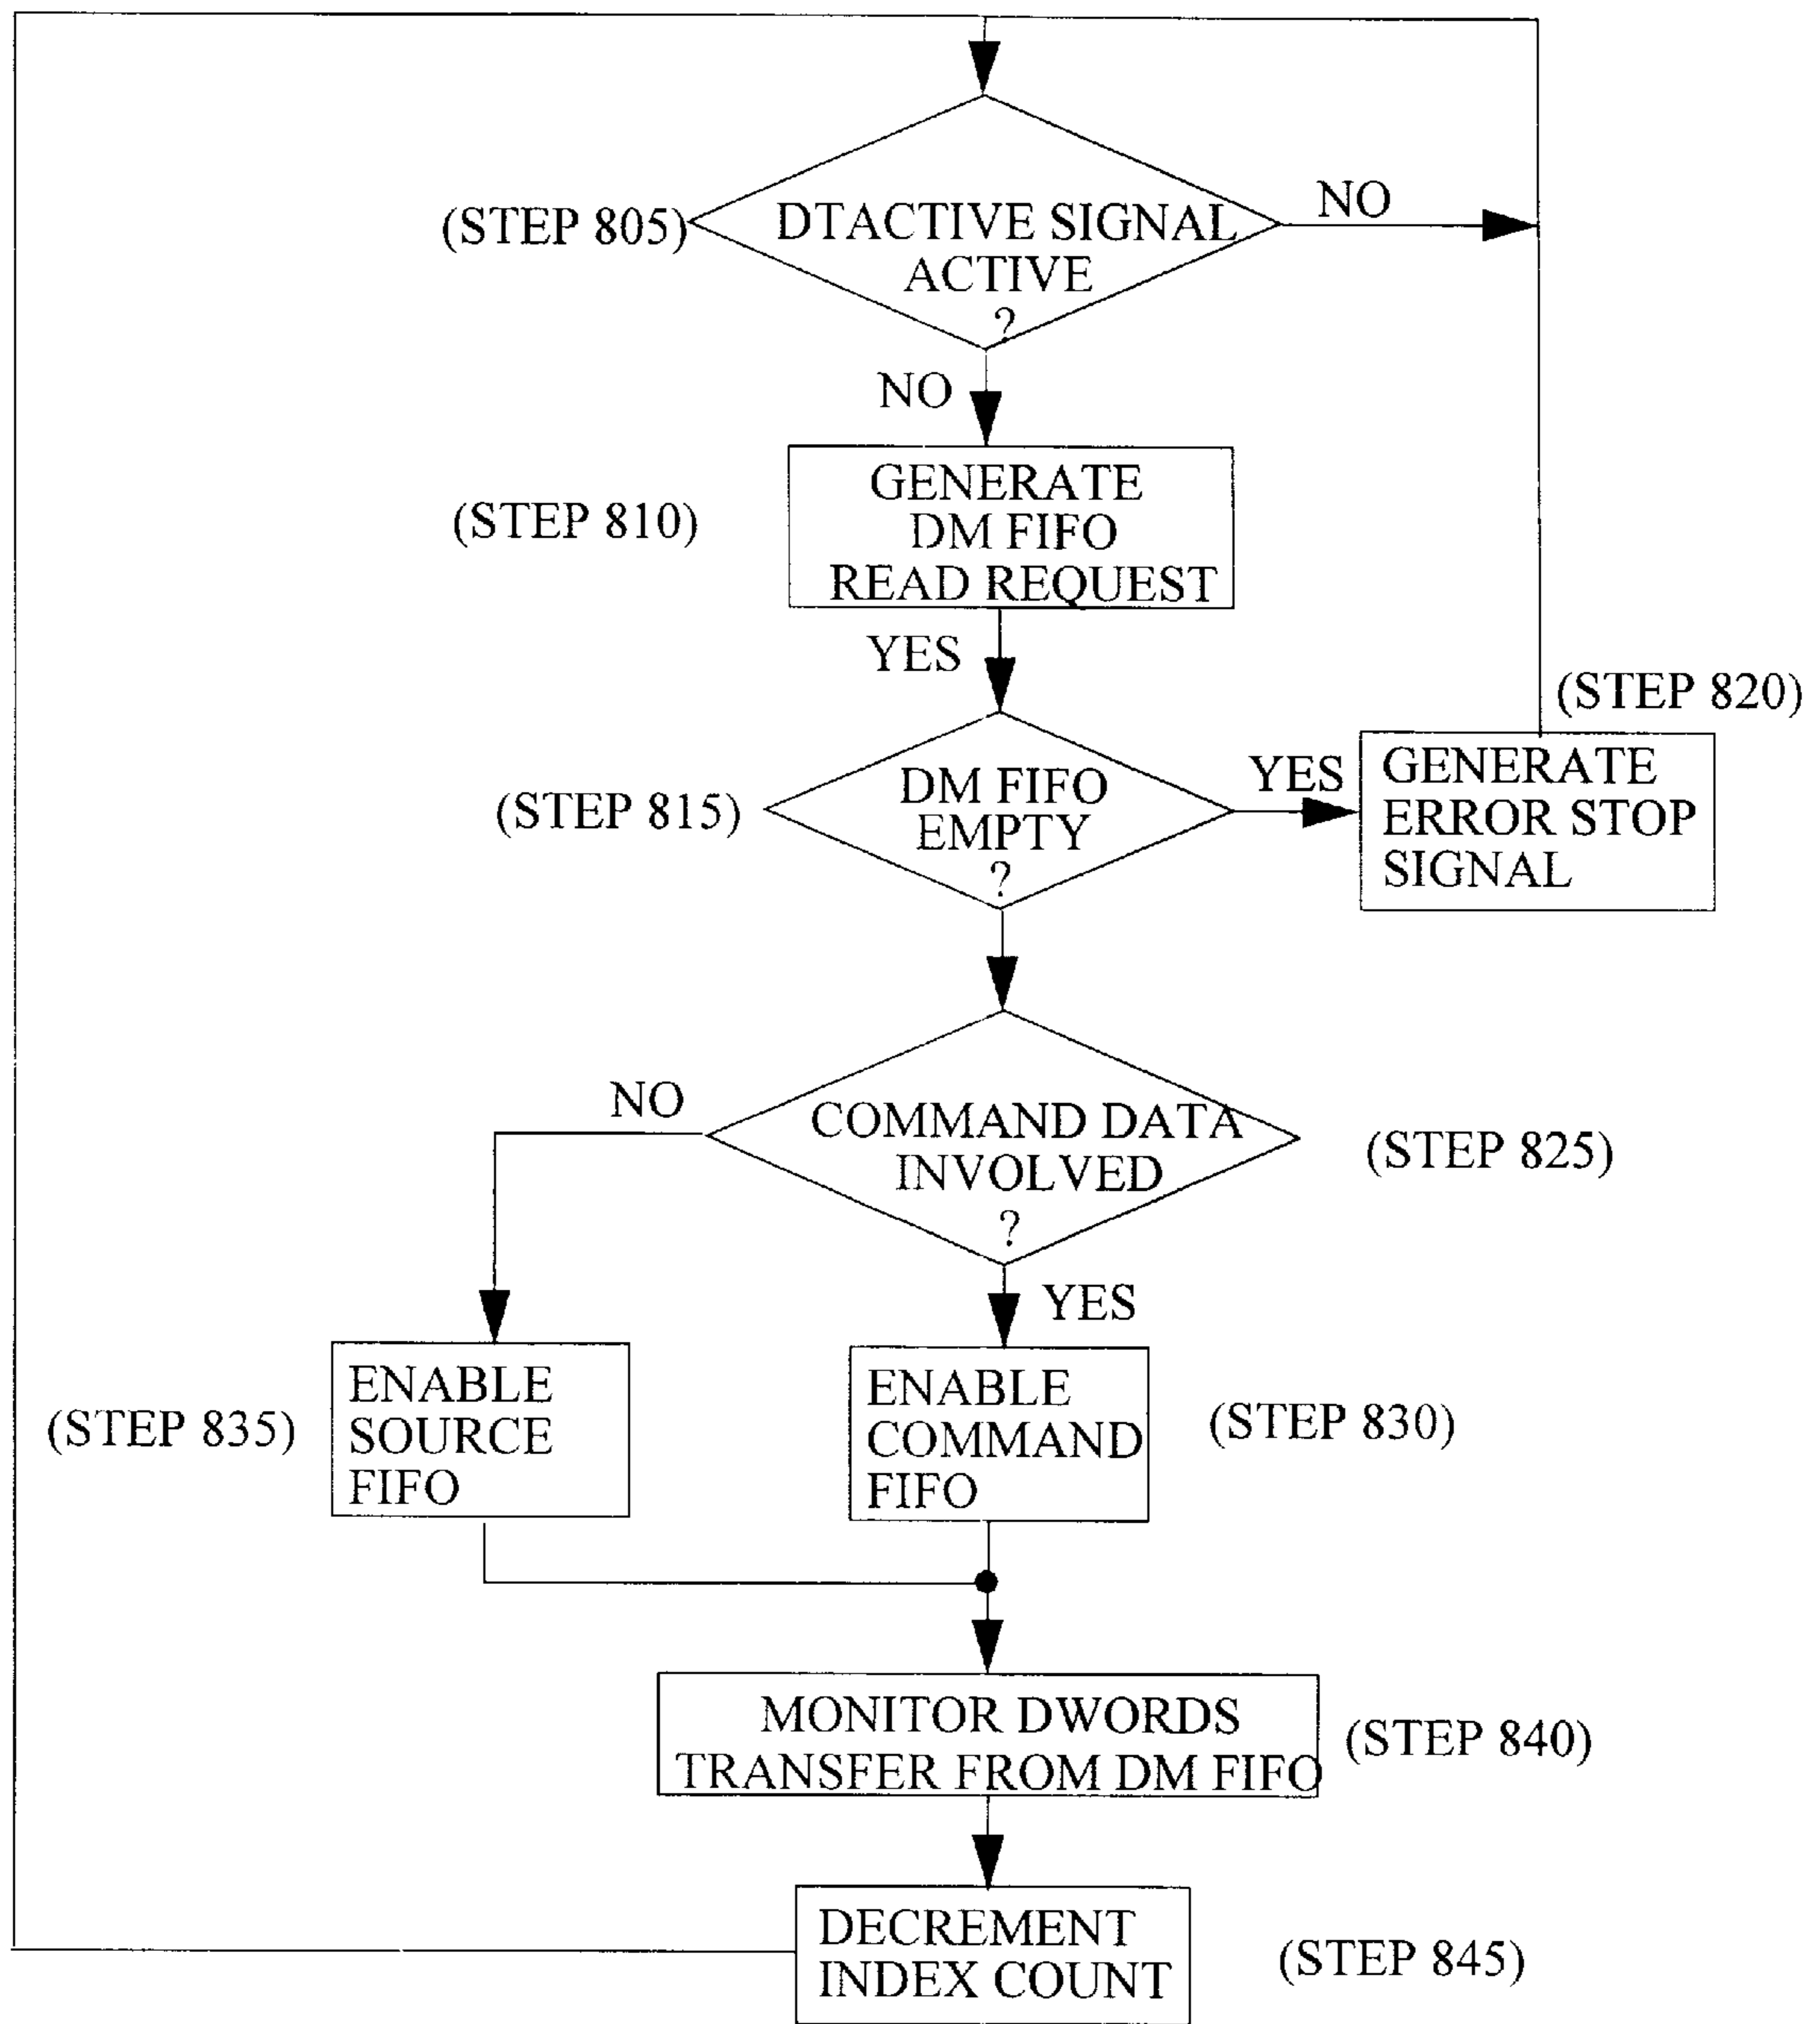 (STEP 805)
DTACTIVE SIGNAL
ACTIVE
?
NO
NO
(STEP 810)
GENERATE
DM FIFO
READ REQUEST
YES
(STEP 815)
DM FIFO
EMPTY
?
YES
(STEP 820)
GENERATE
ERROR STOP
SIGNAL
NO
COMMAND DATA
INVOLVED
?
(STEP 825)
YES
(STEP 835)
ENABLE
SOURCE
FIFO
ENABLE
COMMAND
FIFO
(STEP 830)
MONITOR DWORDS
TRANSFER FROM DM FIFO
(STEP 840)
DECREMENT
INDEX COUNT
(STEP 845)